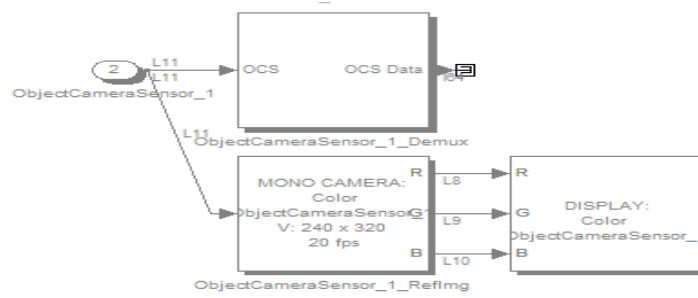 L11
L11
2
OCS
OCS Data
ObjectCameraSensor_1
ObjectCameraSensor_1_Demux
L11
MONO CAMERA:
Color
ObjectCameraSensor_1
V: 240 x 320
20 fps
R
G
B
L8
L9
L10
R
G
B
DISPLAY:
Color
ObjectCameraSensor_
ObjectCameraSensor_1_RefImg